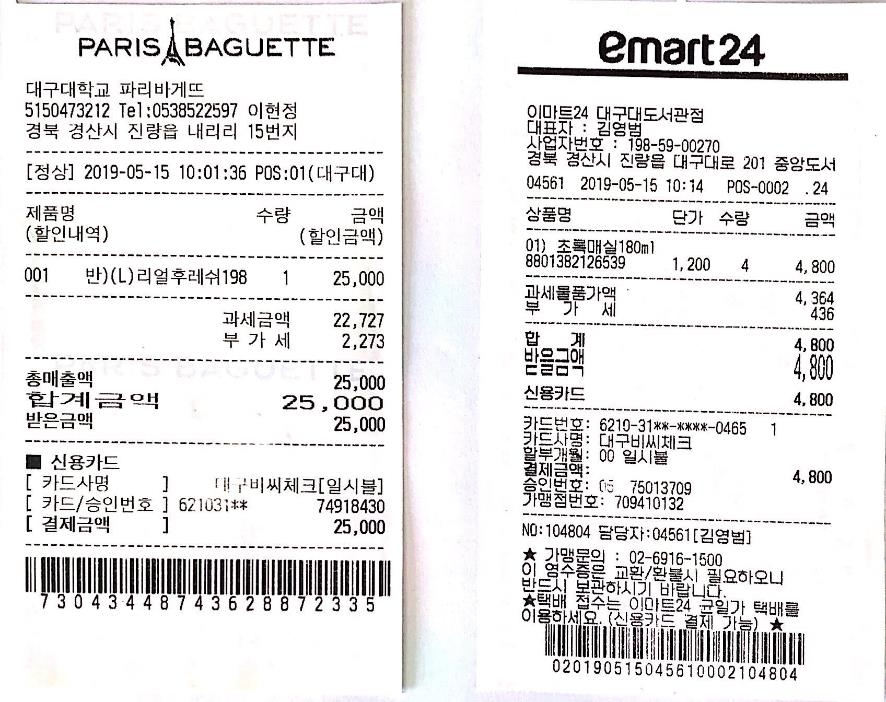 PARIS BAGUETTE
대구대학교 파리바게뜨
5150473212 Tel:0538522597 이현정
경북 경산시 진량읍 내리리 15번지
[정상] 2019-05-15 10:01:36 POS:01(대구대)
제품명 수량 금액
(할인내역) (할인금액)
001 반)(L)리얼후레쉬198 1 25,000
과세금액 22,727
부 가 세 2,273
총매출액 25,000
합계금액 25,000
받은금액 25,000
■ 신용카드
[ 카드사명 ] 대구비씨체크[일시불]
[ 카드/승인번호 ] 621031** 74918430
[ 결제금액 ] 25,000
73043448743628872335
emart24
이마트24 대구대도서관점
대표자 : 김영범
사업자번호 : 198-59-00270
경북 경산시 진량읍 대구대로 201 중앙도서
04561 2019-05-15 10:14 POS-0002 .24
상품명 단가 수량 금액
01) 초록매실180ml
8801382126539 1,200 4 4,800
과세물품가액 4,364
부 가 세 436
합 계 4,800
받은금액 4,800
신용카드 4,800
카드번호: 6210-31**-****-0465 1
카드사명: 대구비씨체크
할부개월: 00 일시불
결제금액: 4,800
승인번호: 05 75013709
가맹점번호: 709410132
NO:104804 담당자:04561[김영범]
★ 가맹문의 : 02-6916-1500
이 영수증은 교환/환불시 필요하오니
반드시 보관하시기 바랍니다.
★택배 접수는 이마트24 균일가 택배를
이용하세요.(신용카드 결제 가능) ★
020190515045610002104804